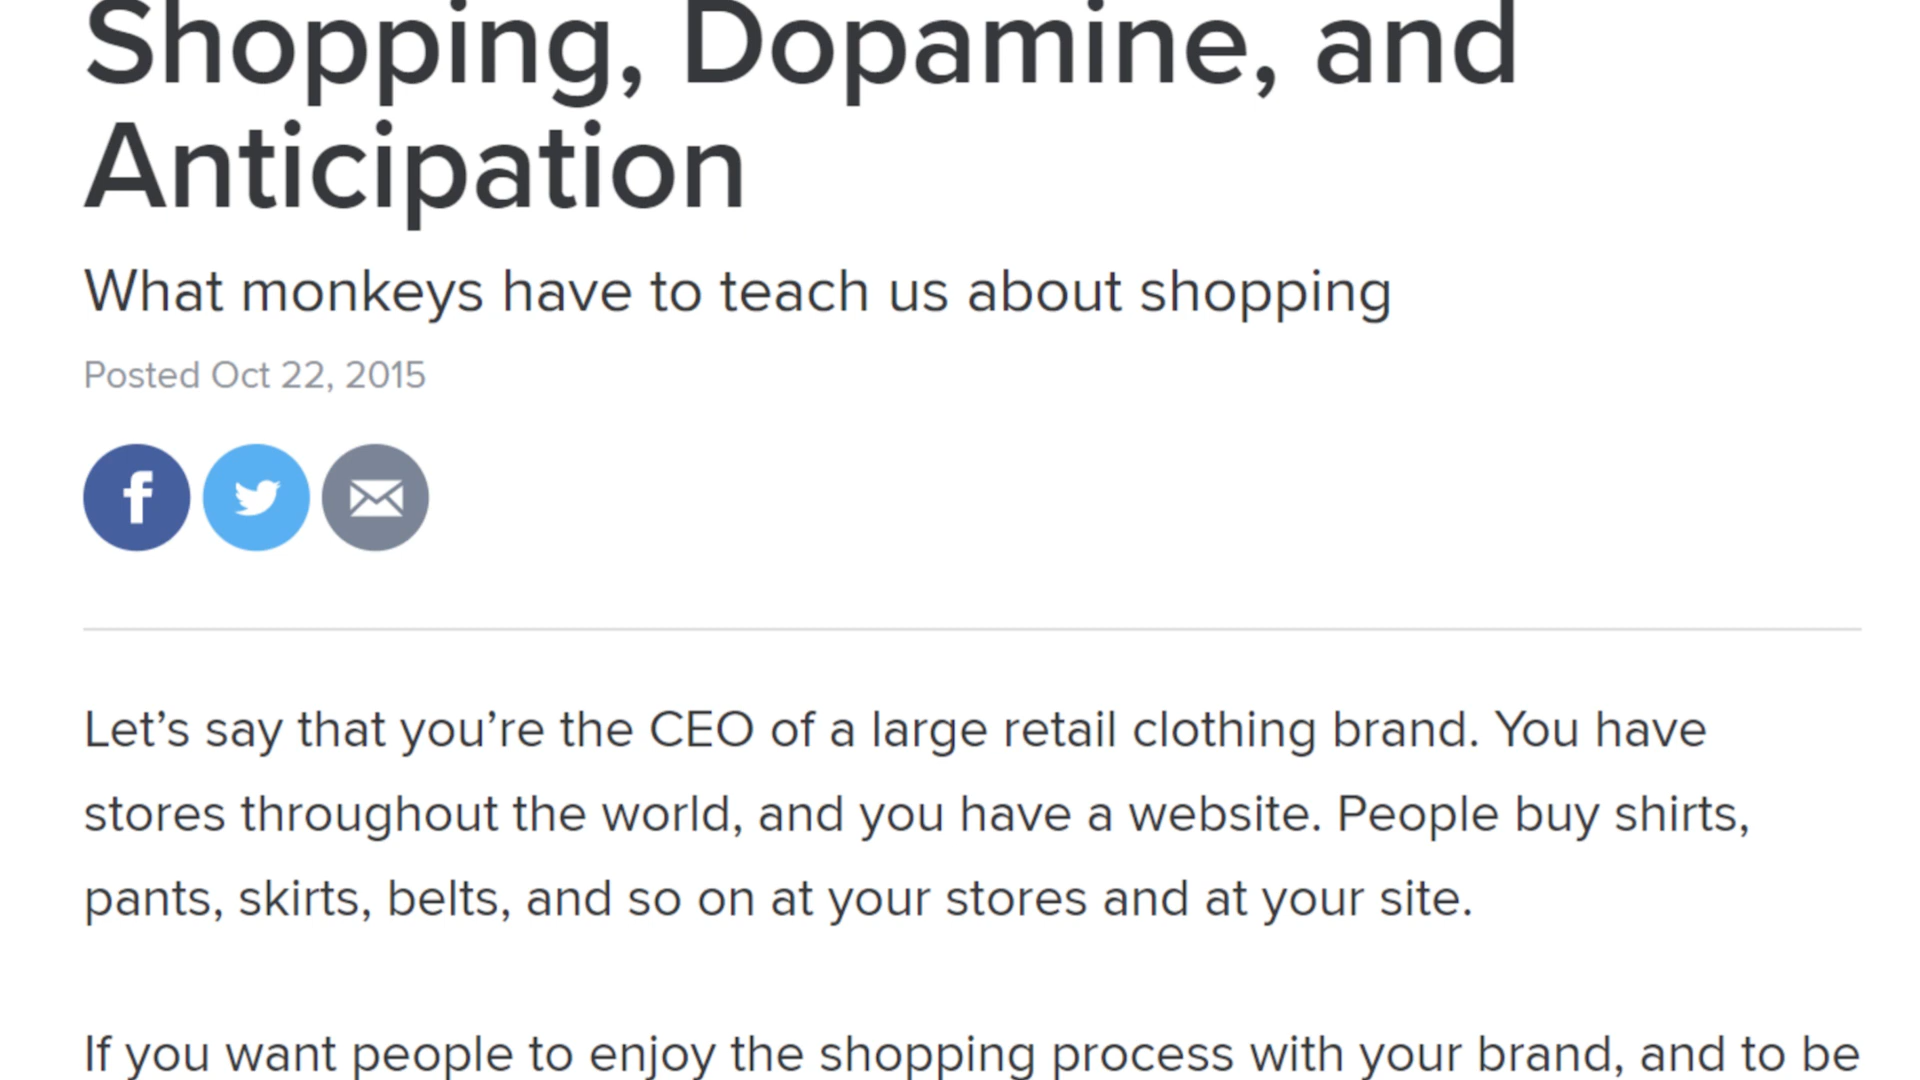 Shopping, Dopamine, and
Anticipation
What monkeys have to teach us about shopping
Posted Oct 22, 2015
f
Let’s say that you’re the CEO of a large retail clothing brand. You have
stores throughout the world, and you have a website. People buy shirts,
pants, skirts, belts, and so on at your stores and at your site.
If you want people to enjoy the shopping process with your brand, and to be